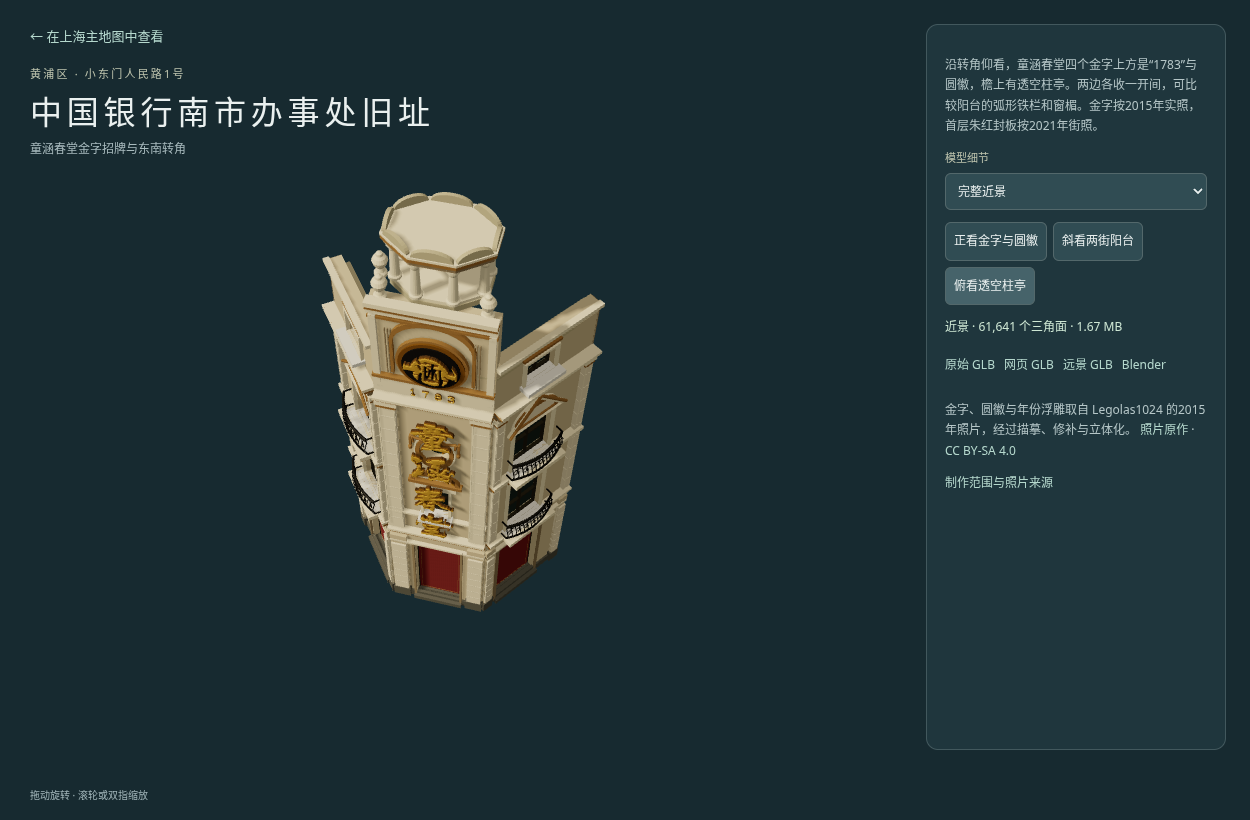 ← 在上海主地图中查看
黄浦区 · 小东门人民路1号
中国银行南市办事处旧址
童涵春堂金字招牌与东南转角
涵
1783
童
涵
春
堂
沿转角仰看，童涵春堂四个金字上方是“1783”与
圆徽，檐上有透空柱亭。两边各收一开间，可比
较阳台的弧形铁栏和窗楣。金字按2015年实照，
首层朱红封板按2021年街照。
模型细节
完整近景
正看金字与圆徽
斜看两街阳台
俯看透空柱亭
近景 · 61,641 个三角面 · 1.67 MB
原始 GLB 网页 GLB 远景 GLB Blender
金字、圆徽与年份浮雕取自 Legolas1024 的2015
年照片，经过描摹、修补与立体化。 照片原作 ·
CC BY-SA 4.0
制作范围与照片来源
拖动旋转 · 滚轮或双指缩放